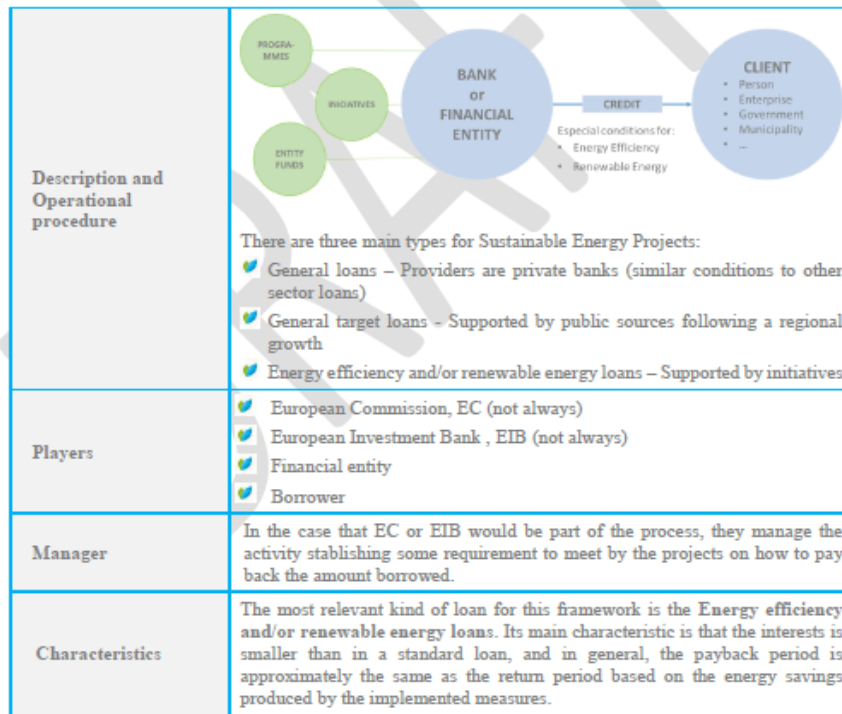 PROGRA-
MMES
INICIATIVES
ENTITY
FUNDS
BANK
or
FINANCIAL
ENTITY
CREDIT
Especial conditions for:
• Energy Efficiency
• Renewable Energy
CLIENT
• Person
• Enterprise
• Government
• Municipality
• ...
Description and
Operational
procedure
There are three main types for Sustainable Energy Projects:
General loans – Providers are private banks (similar conditions to other
sector loans)
General target loans - Supported by public sources following a regional
growth
Energy efficiency and/or renewable energy loans – Supported by initiatives
Players
European Commission, EC (not always)
European Investment Bank , EIB (not always)
Financial entity
Borrower
Manager
In the case that EC or EIB would be part of the process, they manage the
activity stablishing some requirement to meet by the projects on how to pay
back the amount borrowed.
Characteristics
The most relevant kind of loan for this framework is the Energy efficiency
and/or renewable energy loans. Its main characteristic is that the interests is
smaller than in a standard loan, and in general, the payback period is
approximately the same as the return period based on the energy savings
produced by the implemented measures.